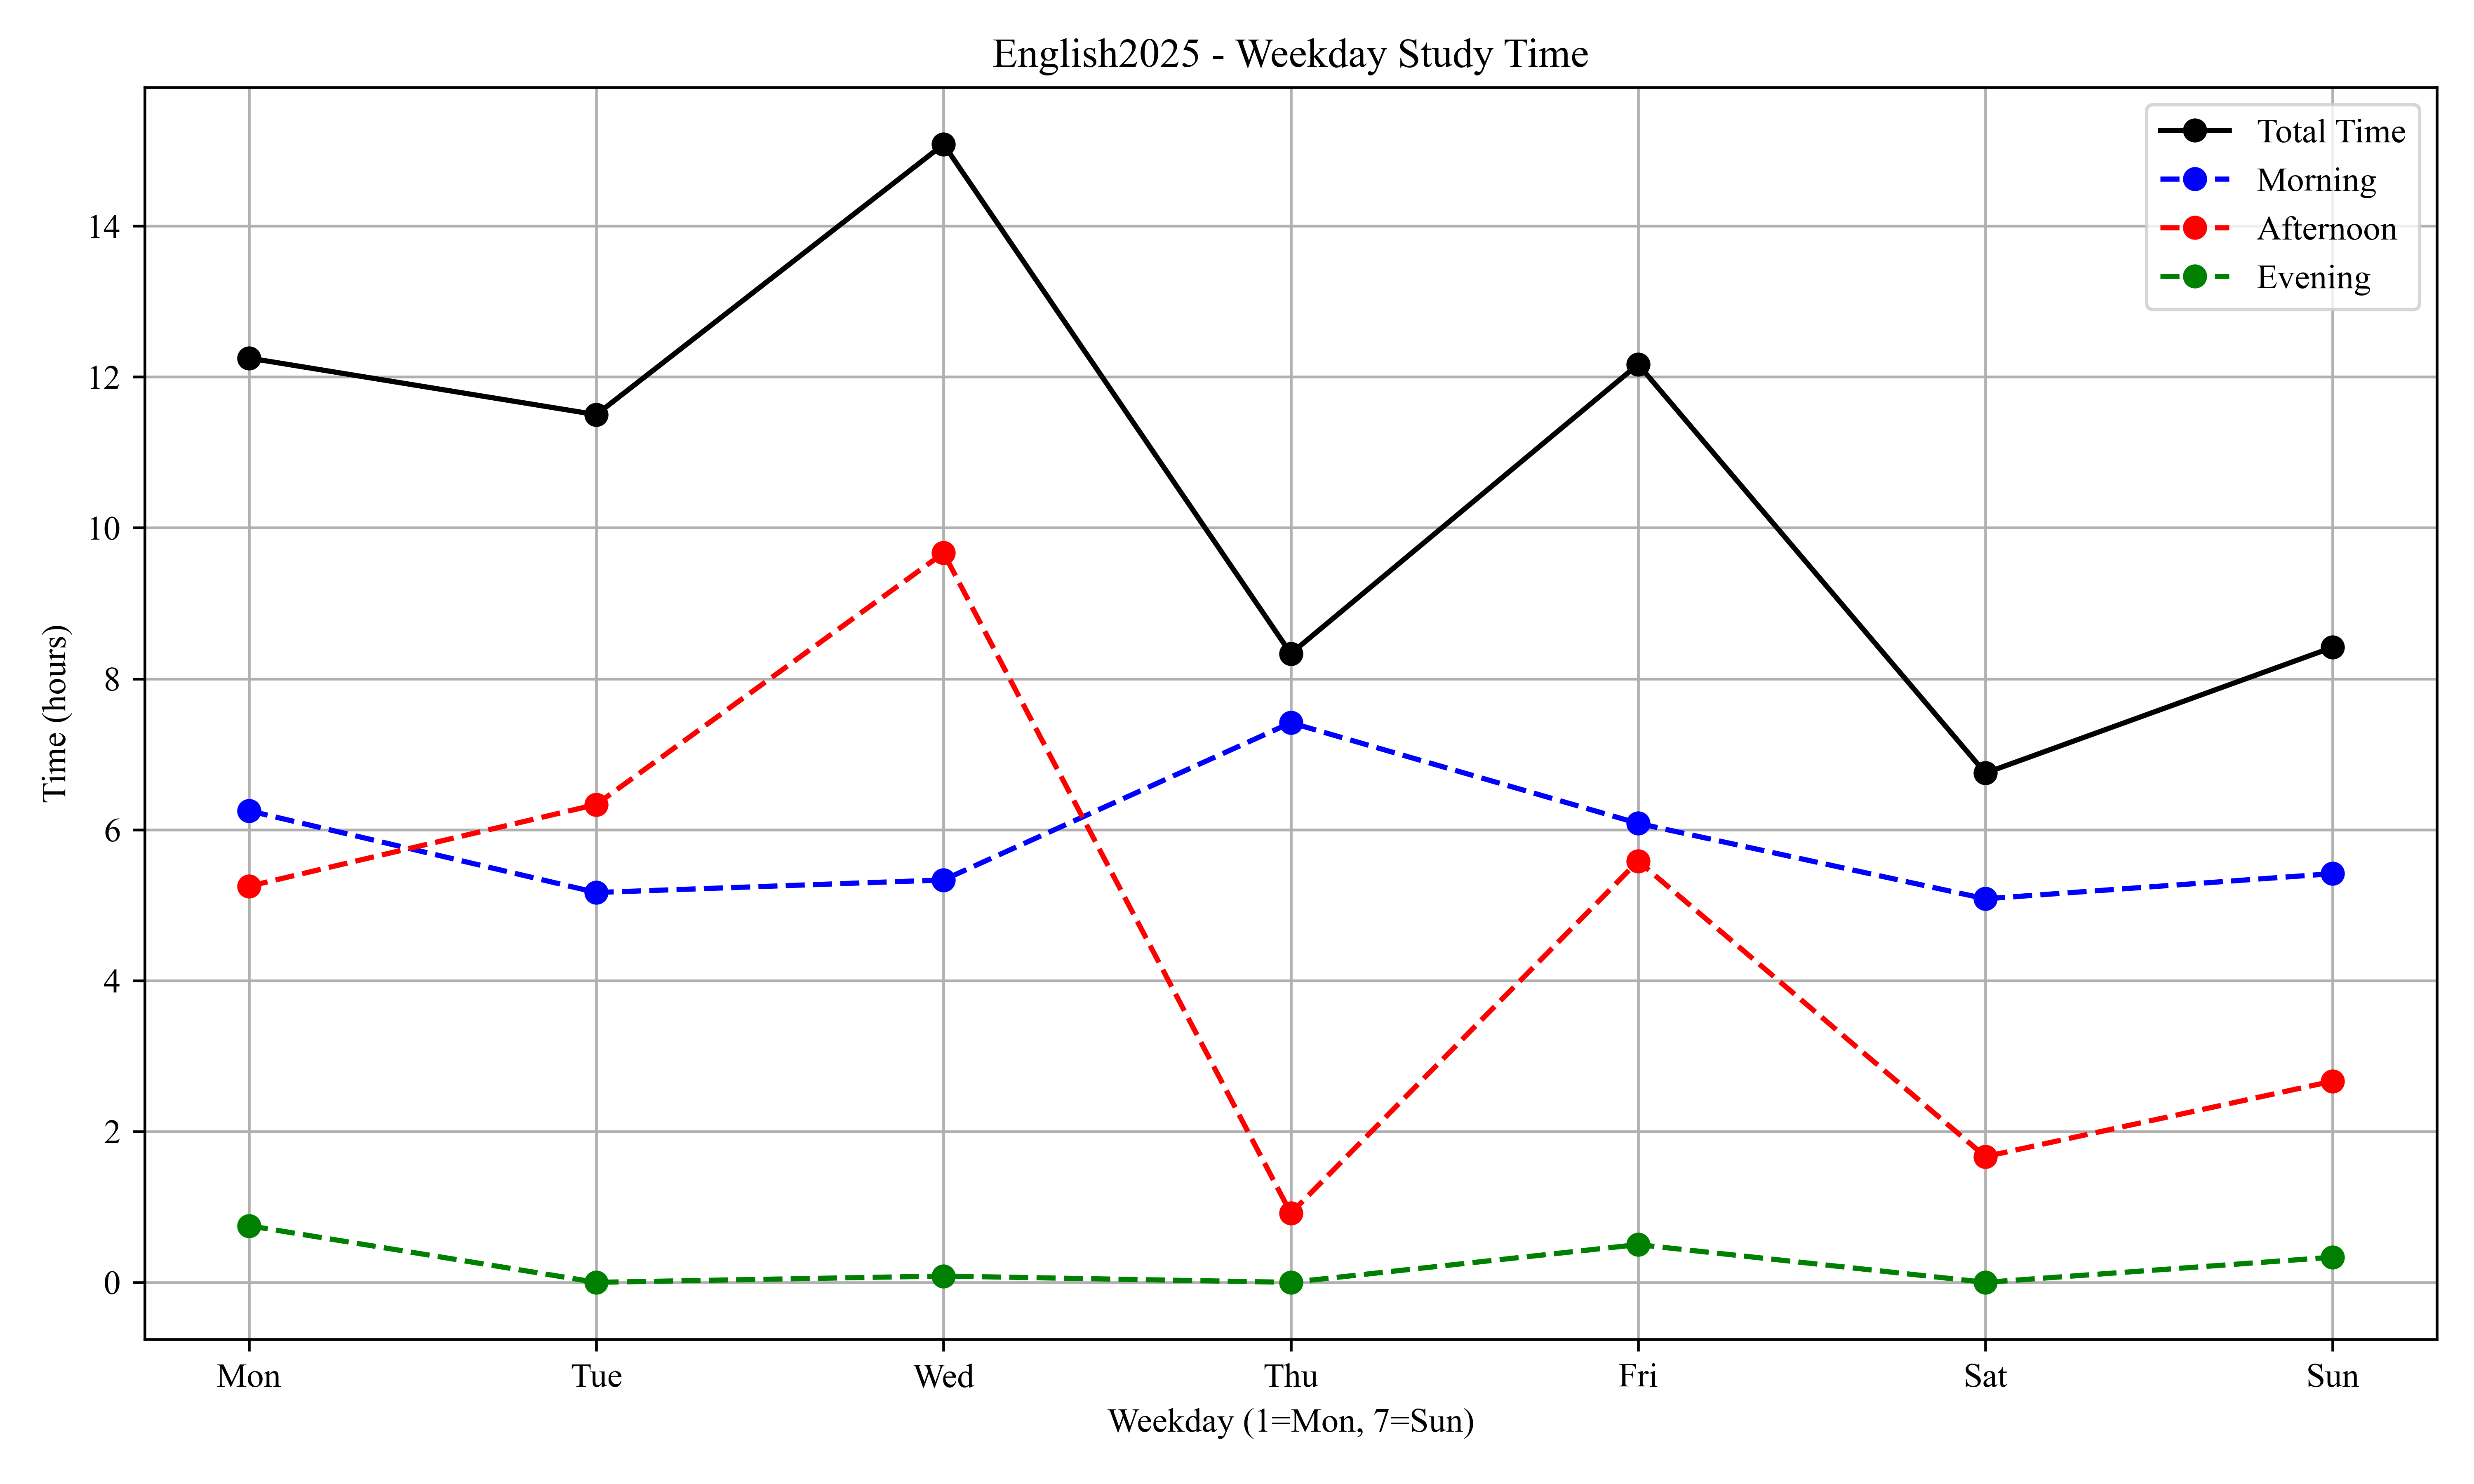 English2025 - Weekday Study Time
Total Time
Morning
Afternoon
Evening
14
12
10
8
6
4
2
0
Time (hours)
Mon Tue Wed Thu Fri Sat Sun
Weekday (1=Mon, 7=Sun)